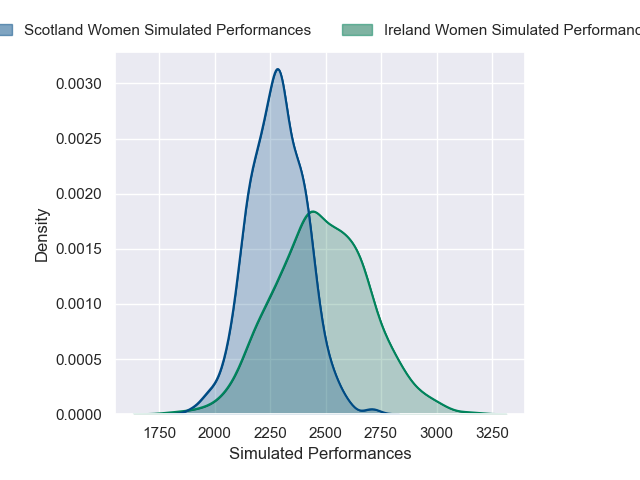 Scotland Women Simulated Performances
Ireland Women Simulated
0.0030
0.0025
0.0020
0.0015
0.0010
0.0005
0.0000
Density
1750 2000 2250 2500 2750 3000 3250
Simulated Performances